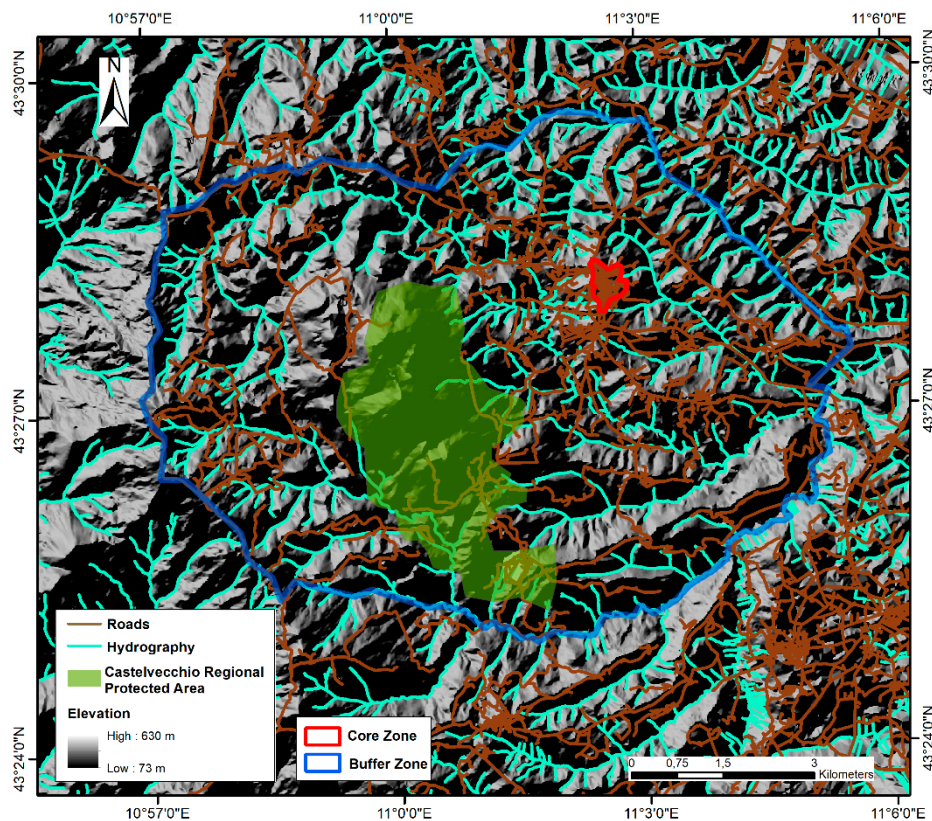 10°57'0"E 11°0'0"E 11°3'0"E 11°6'0"E
43°30'0"N
43°30'0"N
N
43°27'0"N
43°27'0"N
Roads
Hydrography
Castelvecchio Regional
Protected Area
Elevation
High : 630 m
Low : 73 m
Core Zone
Buffer Zone
43°24'0"N
43°24'0"N
0 0,75 1,5 3
Kilometers
10°57'0"E 11°0'0"E 11°3'0"E 11°6'0"E